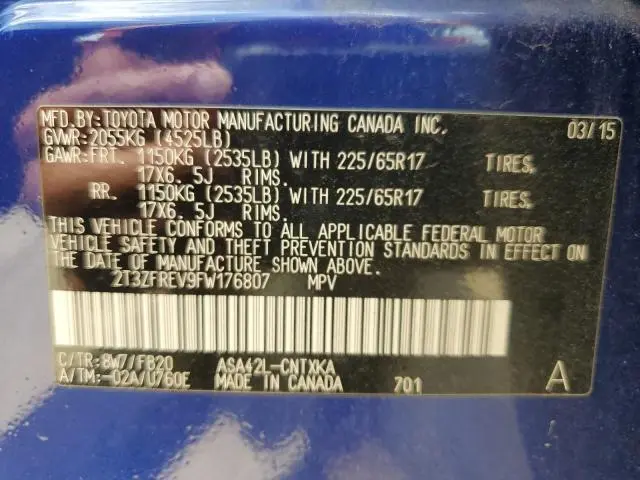 MFD.BY:TOYOTA MOTOR MANUFACTURING CANADA INC. 03/15
GVWR:2055KG (4525LB)
GAWR:FRT. 1150KG (2535LB) WITH 225/65R17 TIRES.
17X6.5J RIMS.
RR. 1150KG (2535LB) WITH 225/65R17 TIRES.
17X6.5J RIMS.
THIS VEHICLE CONFORMS TO ALL APPLICABLE FEDERAL MOTOR
VEHICLE SAFETY AND THEFT PREVENTION STANDARDS IN EFFECT ON
THE DATE OF MANUFACTURE SHOWN ABOVE.
2T3ZFREV9FW176807 MPV
C/TR:8W7/FB20 ASA42L-CNTXKA
A/TM:-02A/U760E MADE IN CANADA 701 A